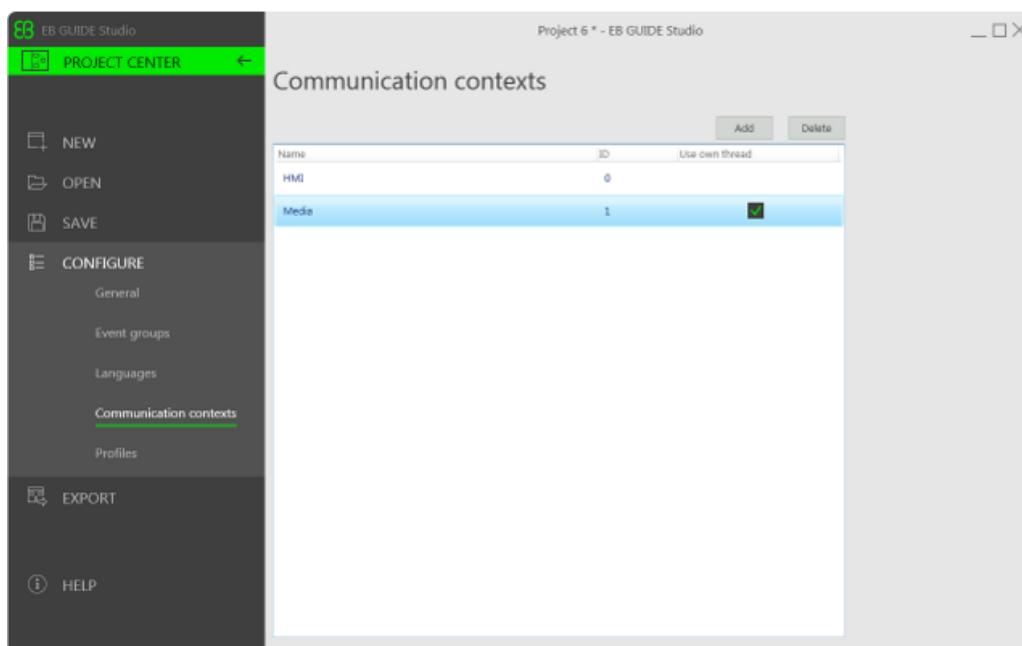 EB GUIDE Studio
Project 6 * - EB GUIDE Studio
PROJECT CENTER
Communication contexts
NEW
OPEN
SAVE
CONFIGURE
General
Event groups
Languages
Communication contexts
Profiles
EXPORT
HELP
Add Delete
Name ID Use own thread
HMI 0
Media 1